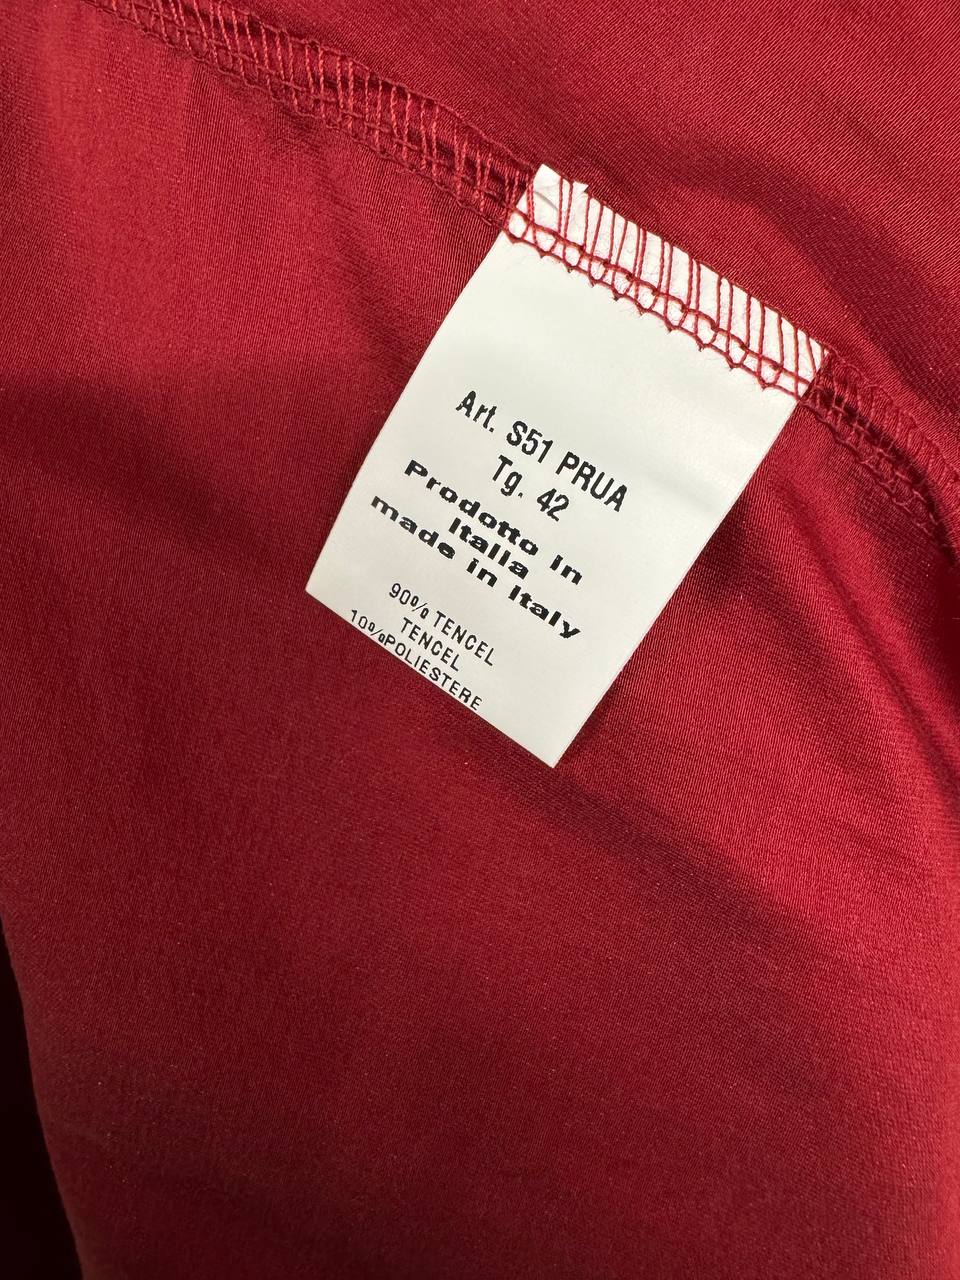 Art. S51 PRUA
Tg. 42
Prodotto in
Italia
made in Italy
90% TENCEL
TENCEL
10%POLIESTERE